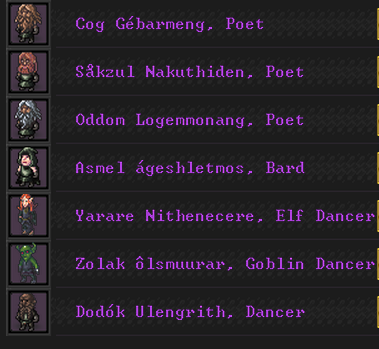 Cog Gébarmeng, Poet
Såkzul Nakuthiden, Poet
Oddom Logemmonang, Poet
Asmel ágeshletmos, Bard
Yarare Nithenecere, Elf Dancer
Zolak ôlsmuurar, Goblin Dancer
Dodók Ulengrith, Dancer